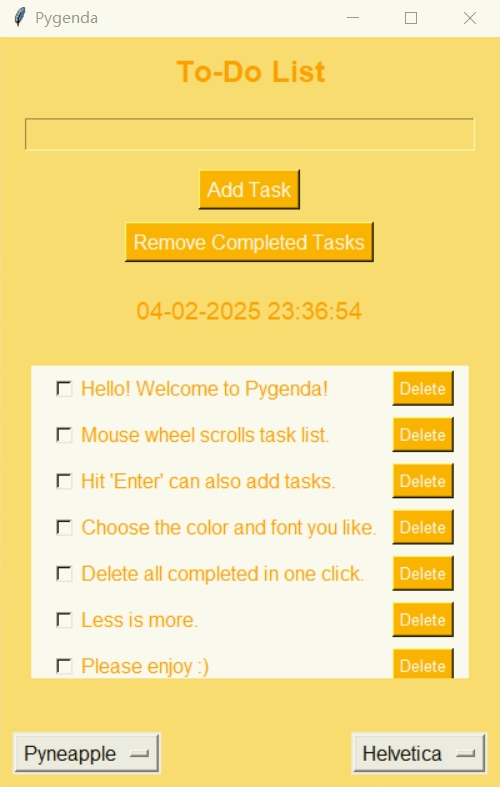 Pygenda
To-Do List
Add Task
Remove Completed Tasks
04-02-2025 23:36:54
Hello! Welcome to Pygenda! Delete
Mouse wheel scrolls task list. Delete
Hit 'Enter' can also add tasks. Delete
Choose the color and font you like. Delete
Delete all completed in one click. Delete
Less is more. Delete
Please enjoy :) Delete
Pyneapple Helvetica